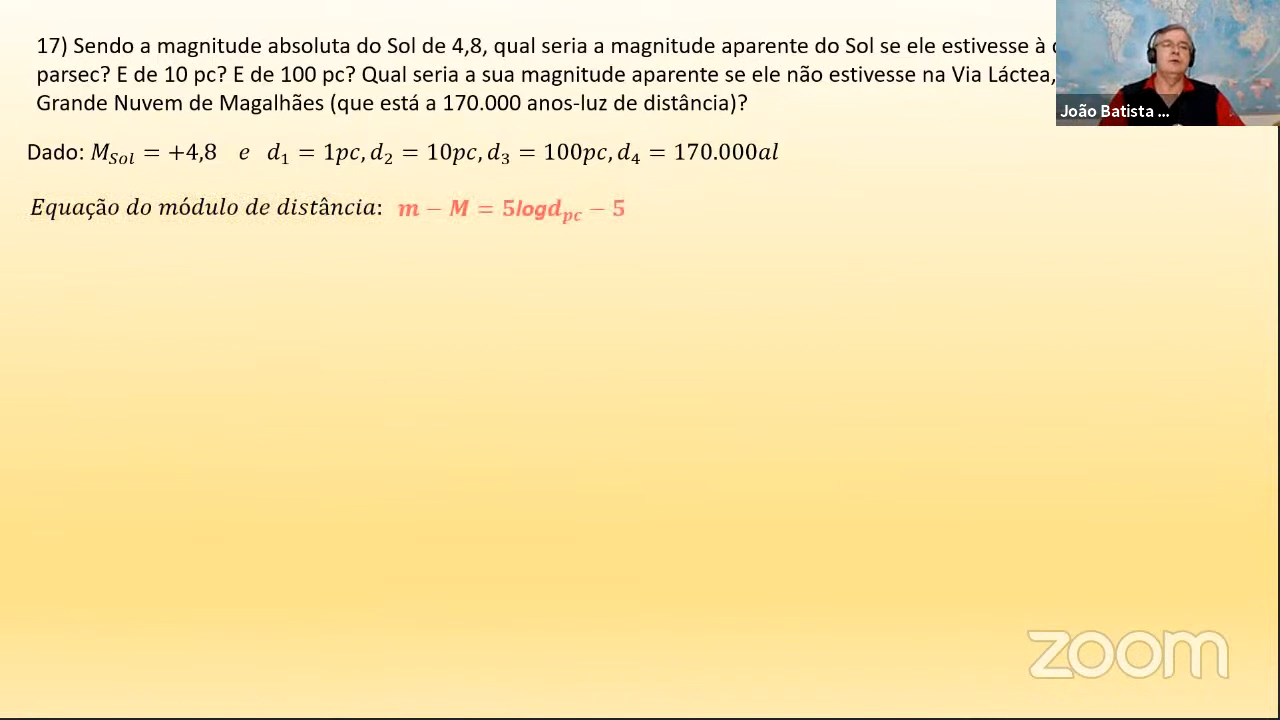 17) Sendo a magnitude absoluta do Sol de 4,8, qual seria a magnitude aparente do Sol se ele estivesse à
parsec? E de 10 pc? E de 100 pc? Qual seria a sua magnitude aparente se ele não estivesse na Via Láctea,
Grande Nuvem de Magalhães (que está a 170.000 anos-luz de distância)?
João Batista ...
Dado: M_Sol = +4,8 e d_1 = 1pc, d_2 = 10pc, d_3 = 100pc, d_4 = 170.000al
Equação do módulo de distância: m − M = 5logd_pc − 5
zoom